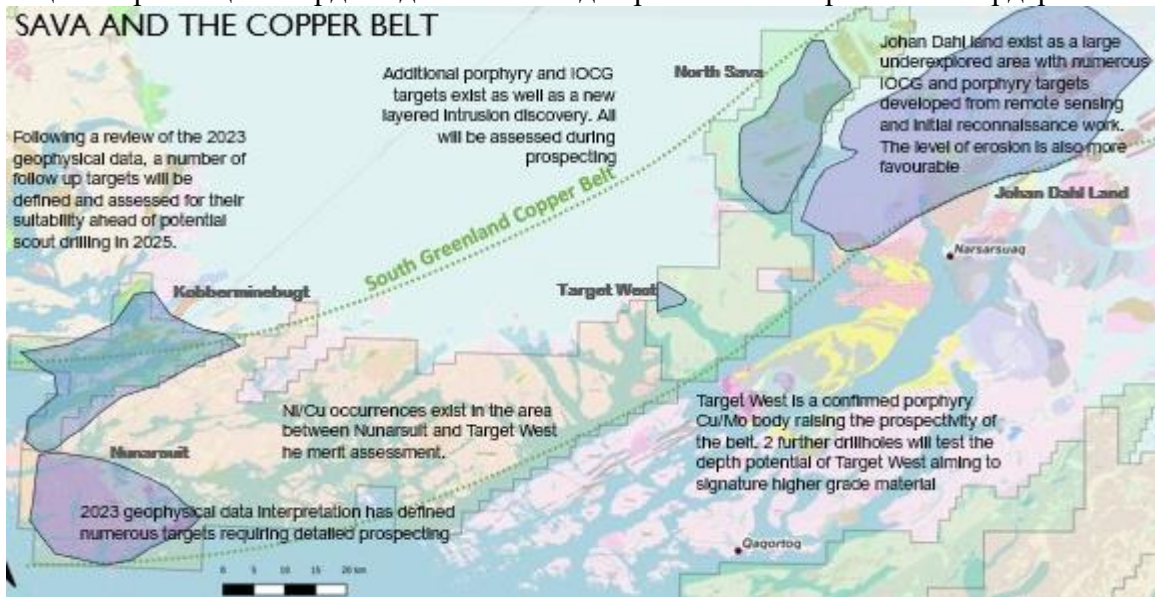 SAVA AND THE COPPER BELT
Following a review of the 2023
geophysical data, a number of
follow up targets will be
defined and assessed for their
suitability ahead of potential
scout drilling in 2025.
Additional porphyry and IOCG
targets exist as well as a new
layered intrusion discovery. All
will be assessed during
prospecting
North Sava
Johan Dahl land exist as a large
underexplored area with numerous
IOCG and porphyry targets
developed from remote sensing
and initial reconnaissance work.
The level of erosion is also more
favourable
Johan Dahl Land
Narsarsuaq
South Greenland Copper Belt
Kobberminebugt
Target West
Ni/Cu occurrences exist in the area
between Nunarsuit and Target West
he merit assessment.
Target West is a confirmed porphyry
Cu/Mo body raising the prospectivity of
the belt. 2 further drillholes will test the
depth potential of Target West aiming to
signature higher grade material
Nunarsuit
2023 geophysical data interpretation has defined
numerous targets requiring detailed prospecting
Qaqortoq
0 5 10 15 20 km